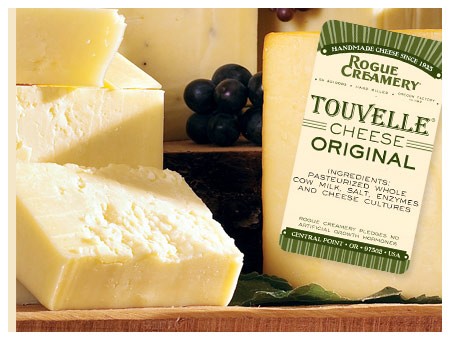 HANDMADE CHEESE SINCE 1935
ROGUE
CREAMERY
TOUVELLE®
CHEESE
ORIGINAL
INGREDIENTS:
PASTEURIZED WHOLE
COW MILK, SALT, ENZYMES
AND CHEESE CULTURES
ROGUE CREAMERY PLEDGES NO
ARTIFICIAL GROWTH HORMONES
CENTRAL POINT • OR • 97502 • USA